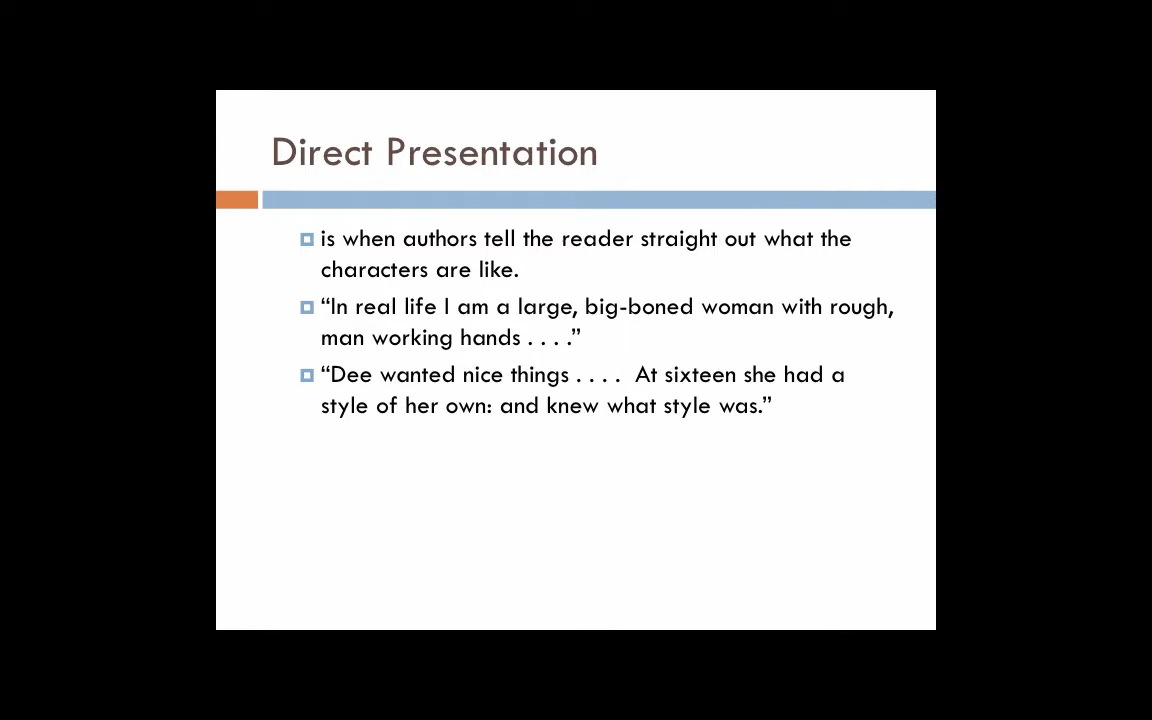 Direct Presentation
is when authors tell the reader straight out what the
characters are like.
“In real life I am a large, big-boned woman with rough,
man working hands . . . .”
“Dee wanted nice things . . . .  At sixteen she had a
style of her own: and knew what style was.”